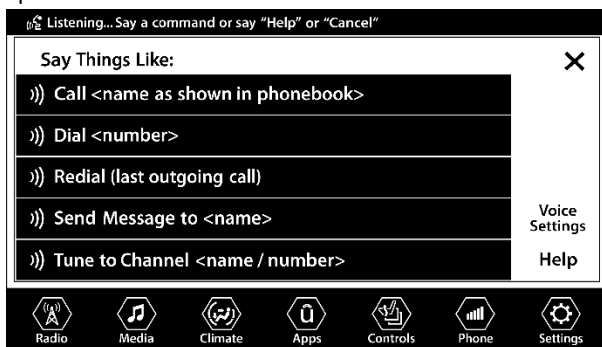 Listening... Say a command or say “Help” or “Cancel”
Say Things Like:
Call <name as shown in phonebook>
Dial <number>
Redial (last outgoing call)
Send Message to <name>
Tune to Channel <name / number>
Voice
Settings
Help
Radio Media Climate Apps Controls Phone Settings